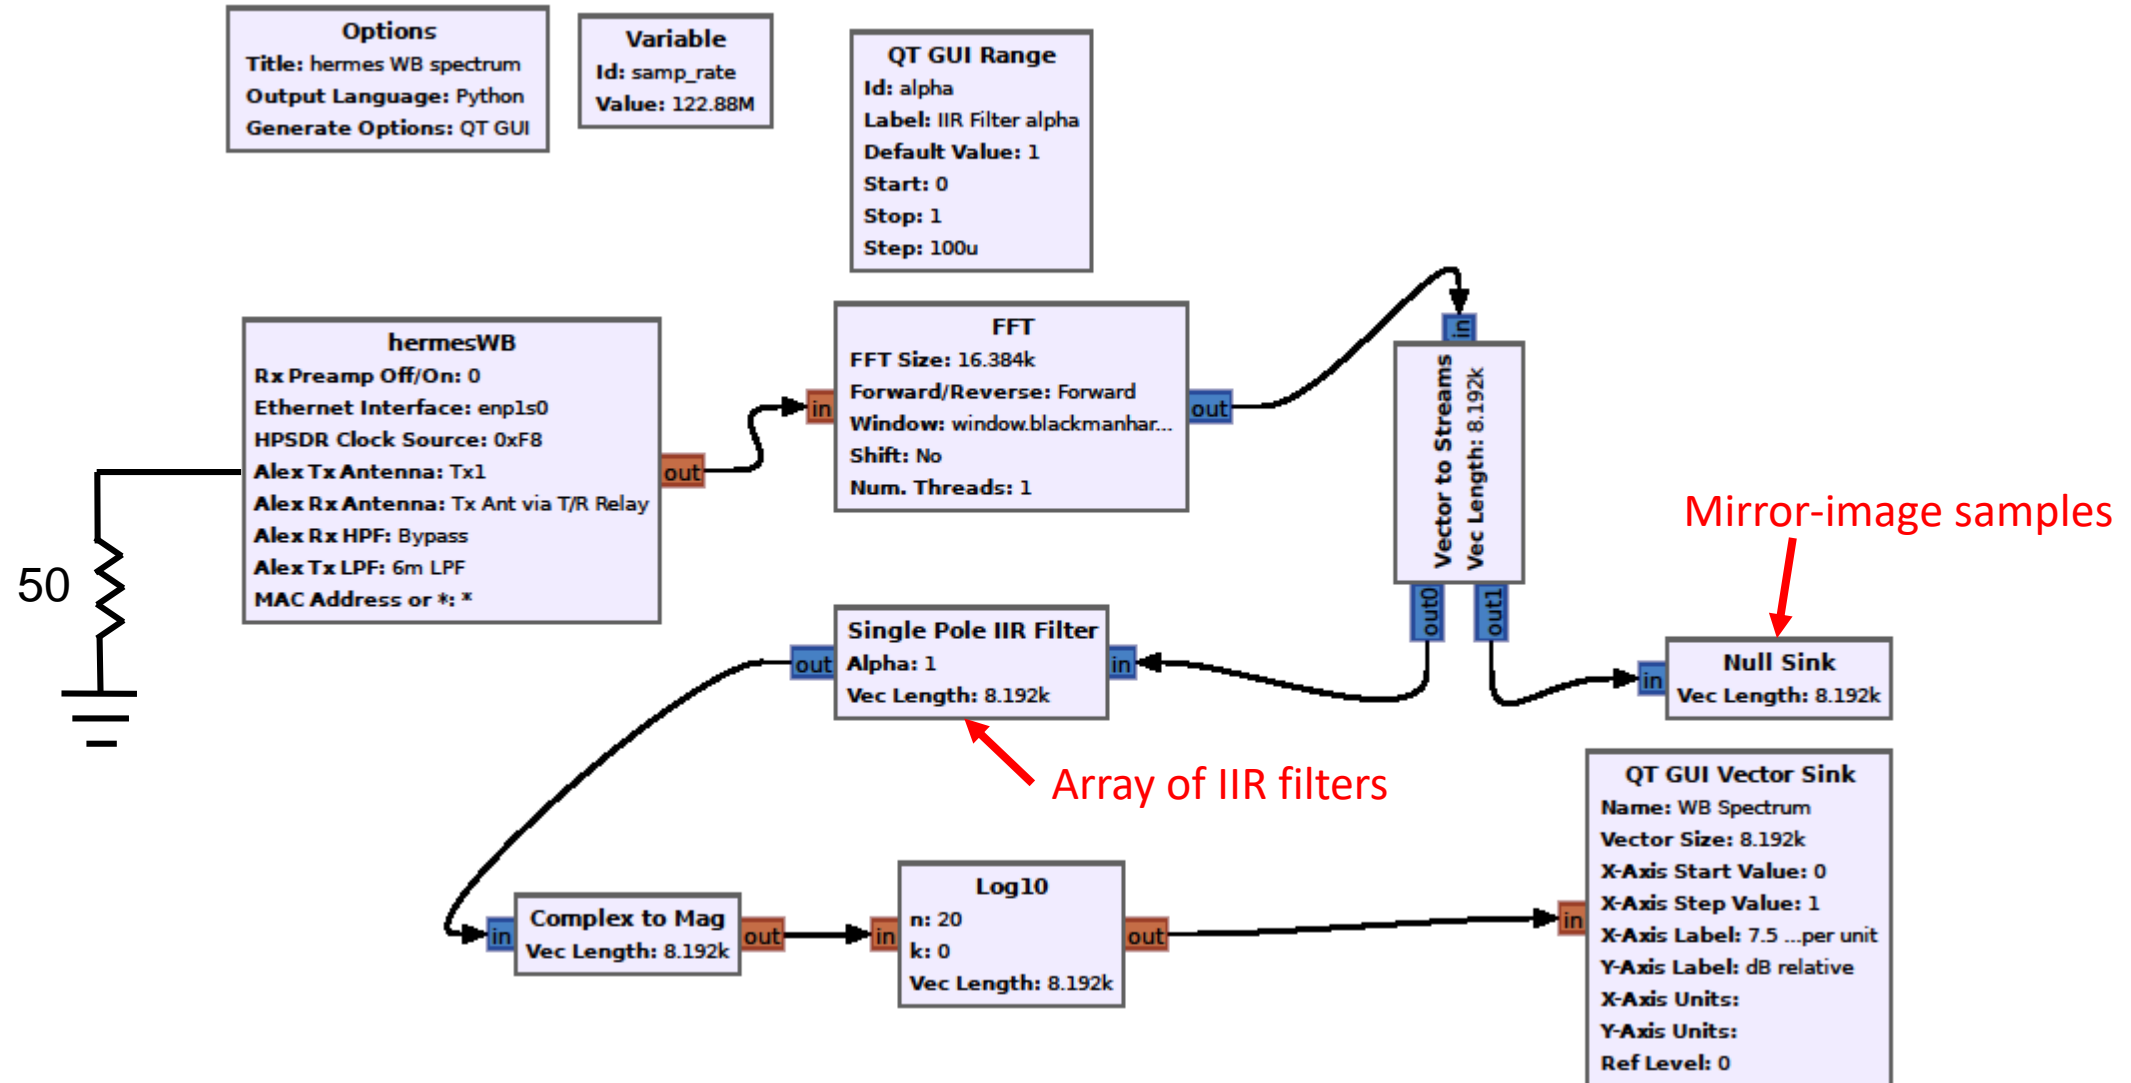 Options
Title: hermes WB spectrum
Output Language: Python
Generate Options: QT GUI
Variable
Id: samp_rate
Value: 122.88M
QT GUI Range
Id: alpha
Label: IIR Filter alpha
Default Value: 1
Start: 0
Stop: 1
Step: 100u
hermesWB
Rx Preamp Off/On: 0
Ethernet Interface: enp1s0
HPSDR Clock Source: 0xF8
Alex Tx Antenna: Tx1
Alex Rx Antenna: Tx Ant via T/R Relay
Alex Rx HPF: Bypass
Alex Tx LPF: 6m LPF
MAC Address or *: *
out
50
in
FFT
FFT Size: 16.384k
Forward/Reverse: Forward
Window: window.blackmanhar...
Shift: No
Num. Threads: 1
out
in
Vector to Streams
Vec Length: 8.192k
out0
out1
Mirror-image samples
in
Null Sink
Vec Length: 8.192k
out
Single Pole IIR Filter
Alpha: 1
Vec Length: 8.192k
in
Array of IIR filters
in
Complex to Mag
Vec Length: 8.192k
out
in
Log10
n: 20
k: 0
Vec Length: 8.192k
out
in
QT GUI Vector Sink
Name: WB Spectrum
Vector Size: 8.192k
X-Axis Start Value: 0
X-Axis Step Value: 1
X-Axis Label: 7.5 ...per unit
Y-Axis Label: dB relative
X-Axis Units:
Y-Axis Units:
Ref Level: 0